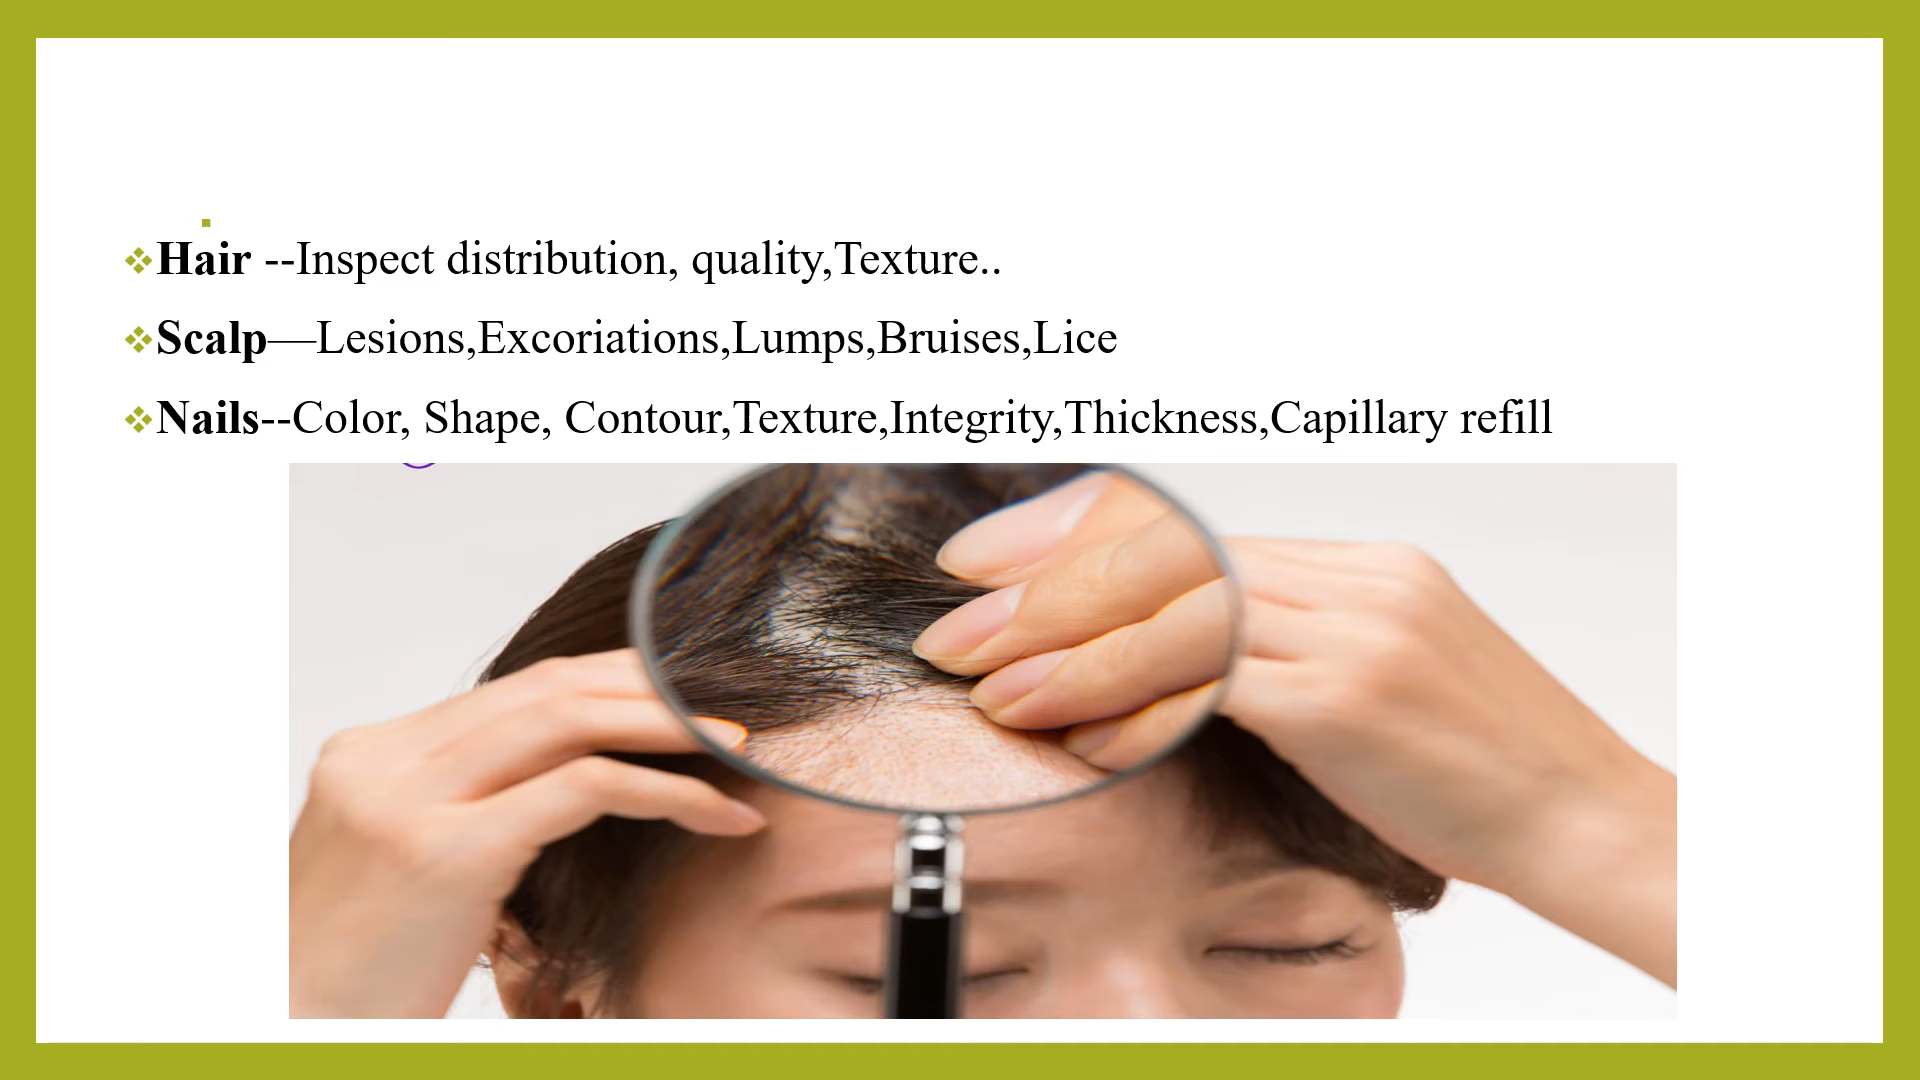 Hair --Inspect distribution, quality,Texture..
Scalp—Lesions,Excoriations,Lumps,Bruises,Lice
Nails--Color, Shape, Contour,Texture,Integrity,Thickness,Capillary refill